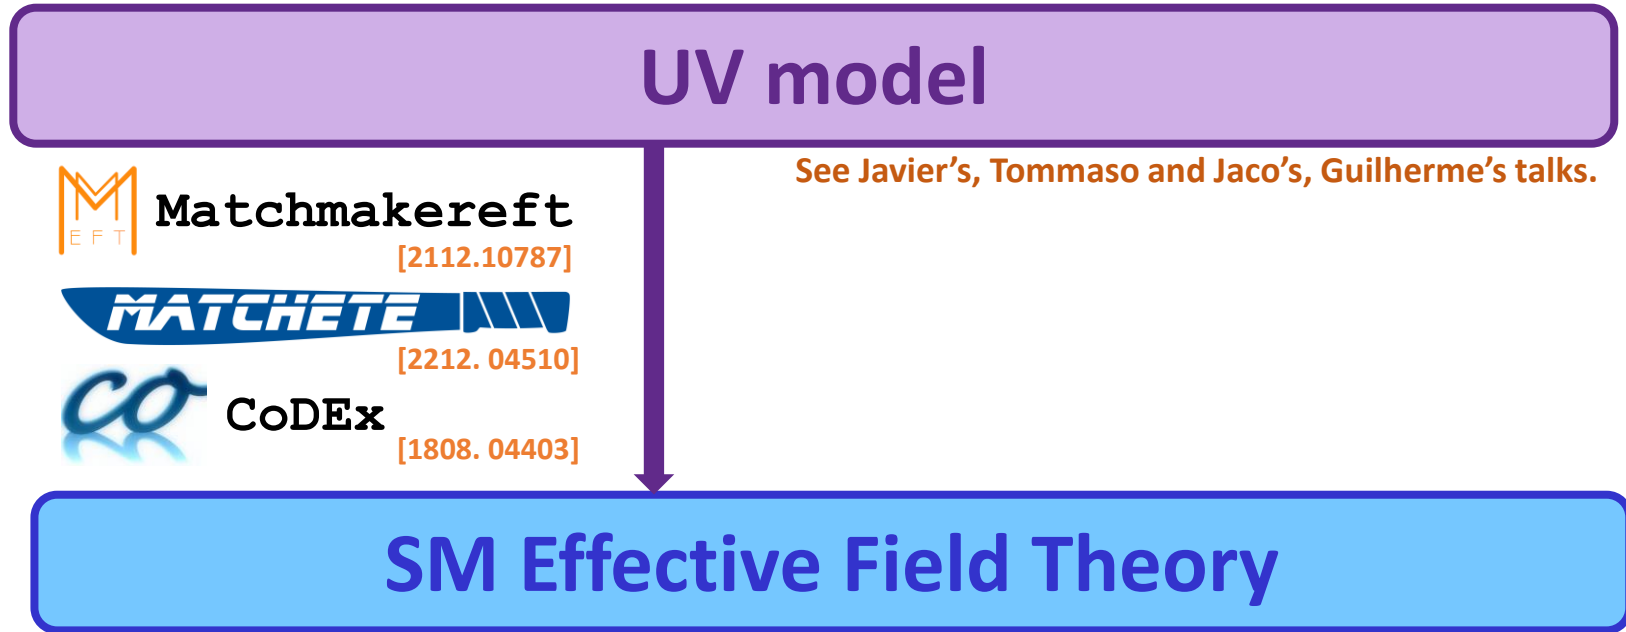 UV model
See Javier’s, Tommaso and Jaco’s, Guilherme’s talks.
M
EFT
Matchmakereft
[2112.10787]
MATCHETE
[2212. 04510]
co
CoDEx
[1808. 04403]
SM Effective Field Theory